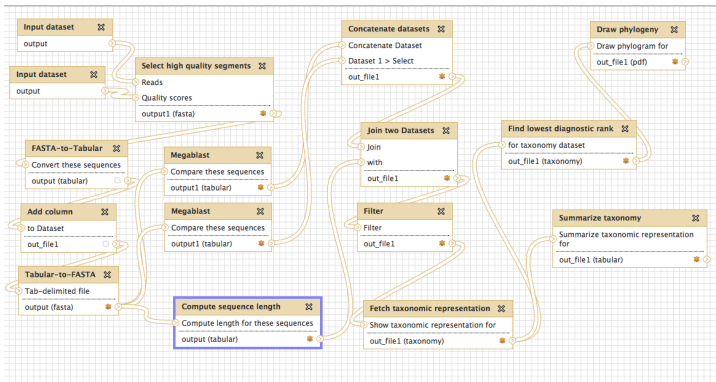 Input dataset
output
Input dataset
output
Select high quality segments
Reads
Quality scores
output1 (fasta)
FASTA-to-Tabular
Convert these sequences
output (tabular)
Add column
to Dataset
out_file1
Tabular-to-FASTA
Tab-delimited file
output (fasta)
Megablast
Compare these sequences
output1 (tabular)
Megablast
Compare these sequences
output1 (tabular)
Compute sequence length
Compute length for these sequences
output (tabular)
Concatenate datasets
Concatenate Dataset
Dataset 1 > Select
out_file1
Join two Datasets
Join
with
out_file1
Filter
Filter
out_file1
Fetch taxonomic representation
Show taxonomic representation for
out_file1 (taxonomy)
Find lowest diagnostic rank
for taxonomy dataset
out_file1 (taxonomy)
Draw phylogeny
Draw phylogram for
out_file1 (pdf)
Summarize taxonomy
Summarize taxonomic representation
for
out_file1 (tabular)